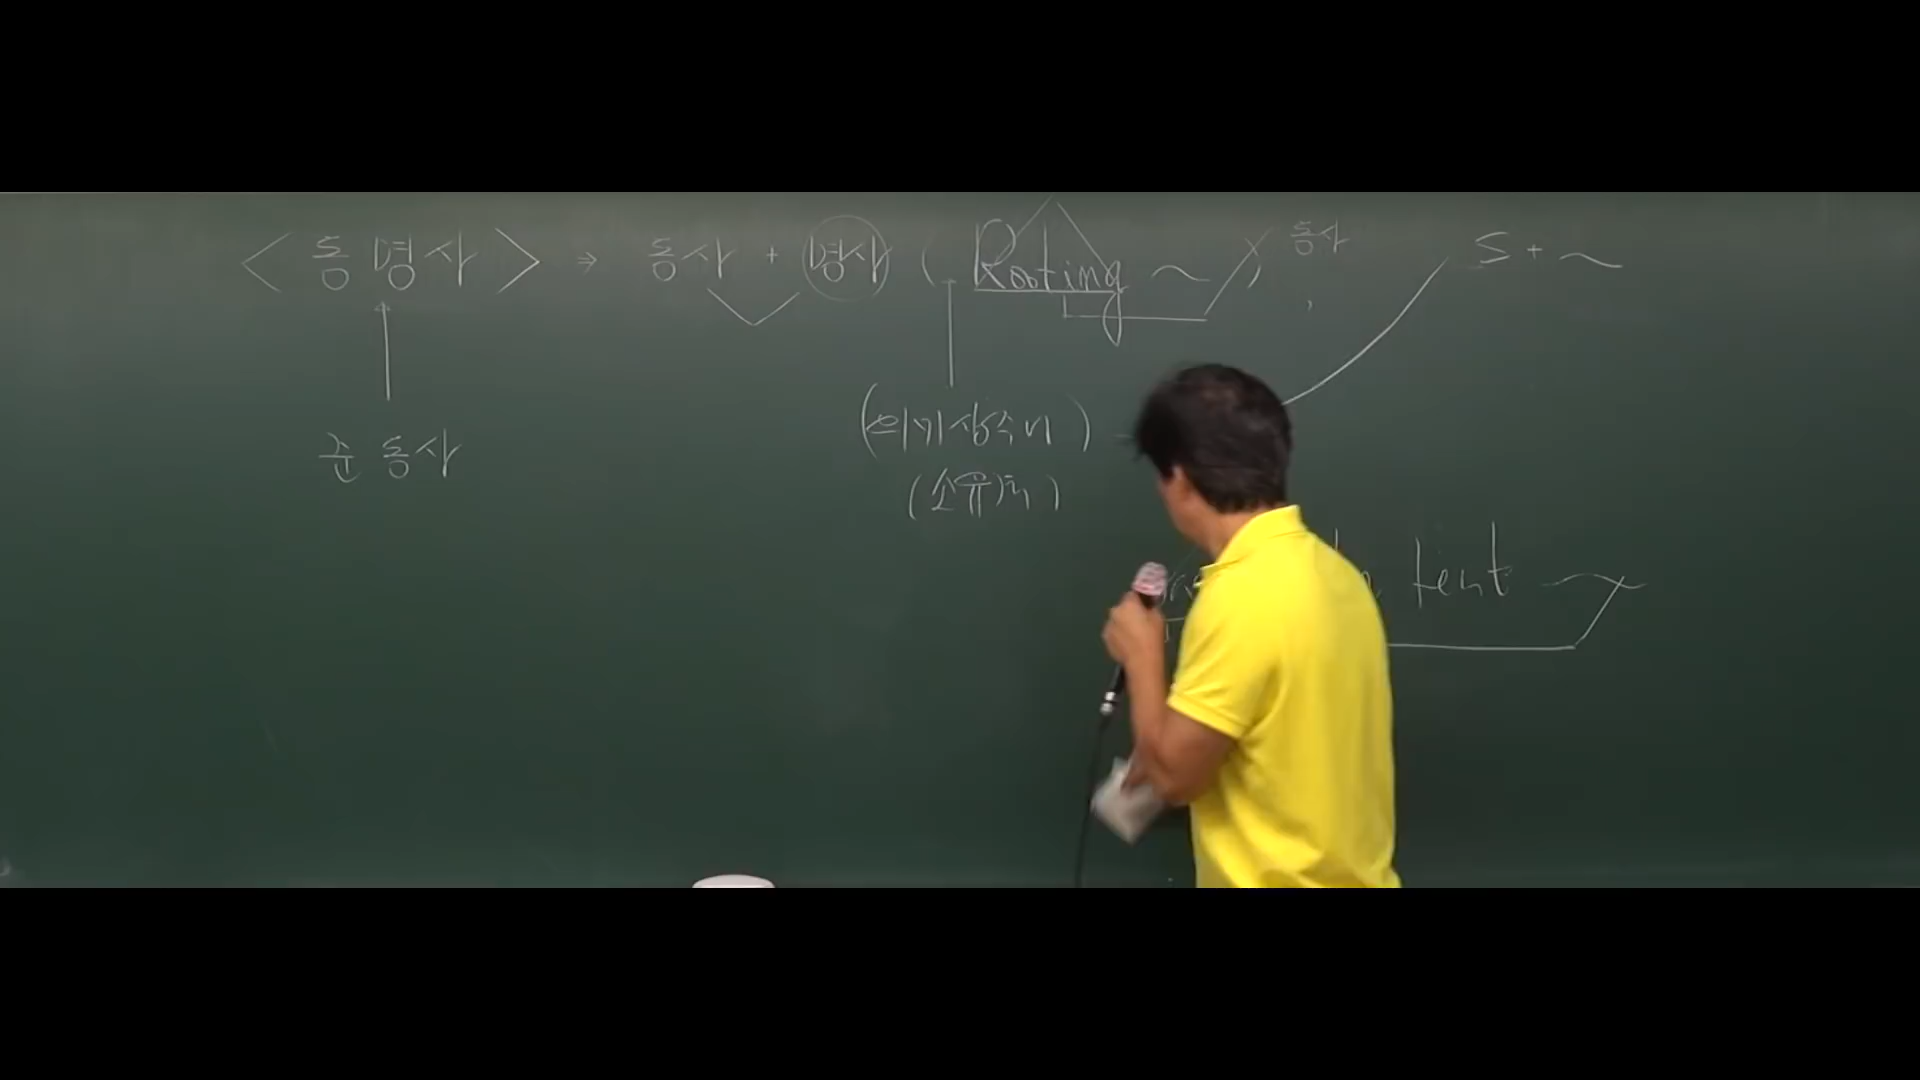 < 동명사 > ⇒ 동사 + 명사 ( Rooting ~ ) 동사 , S + ~
준동사 (의미상주어)
(소유격)
tent ~